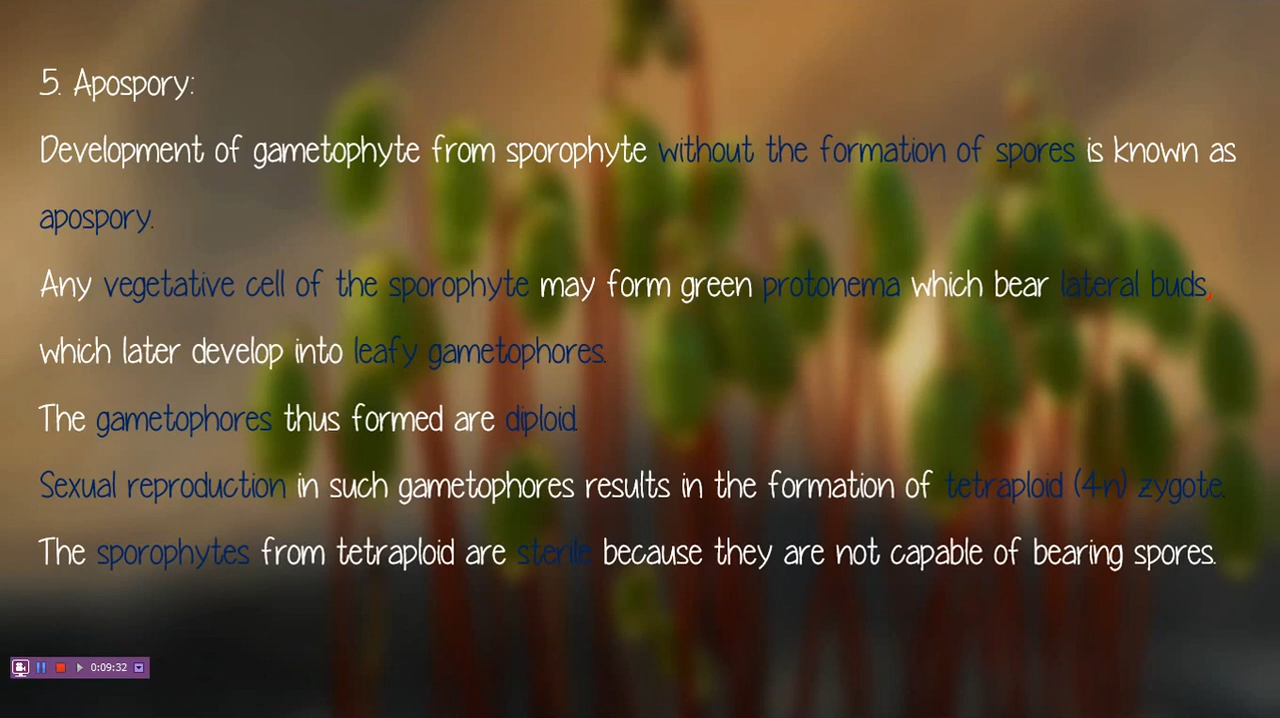 5. Apospory:
Development of gametophyte from sporophyte without the formation of spores is known as
apospory.
Any vegetative cell of the sporophyte may form green protonema which bear lateral buds,
which later develop into leafy gametophores.
The gametophores thus formed are diploid.
Sexual reproduction in such gametophores results in the formation of tetraploid (4n) zygote.
The sporophytes from tetraploid are sterile because they are not capable of bearing spores.
0:09:32